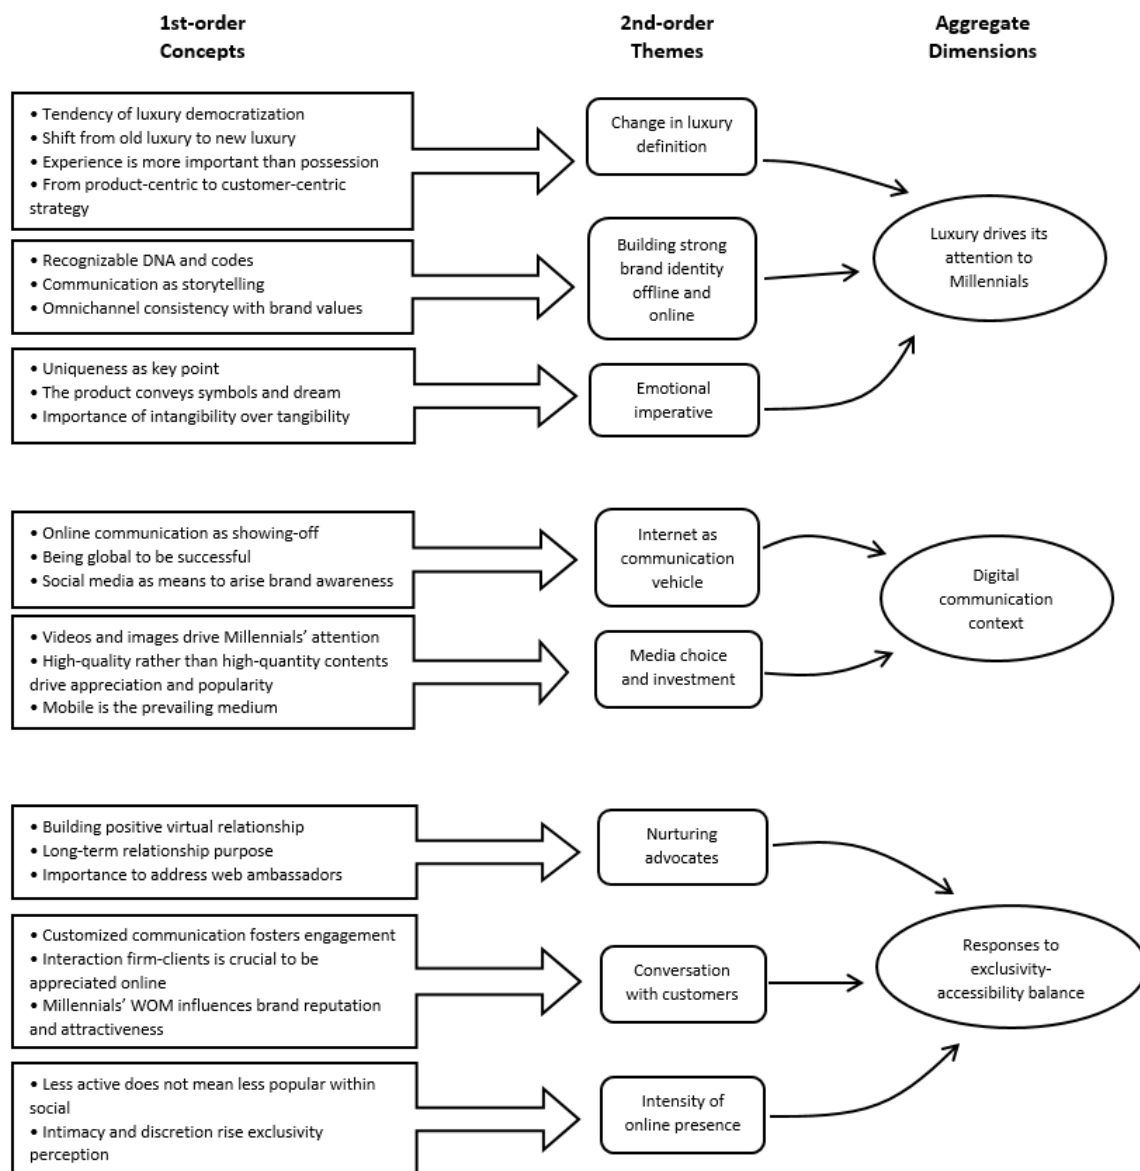 1st-order
Concepts
2nd-order
Themes
Aggregate
Dimensions
• Tendency of luxury democratization
• Shift from old luxury to new luxury
• Experience is more important than possession
• From product-centric to customer-centric
strategy
Change in luxury
definition
• Recognizable DNA and codes
• Communication as storytelling
• Omnichannel consistency with brand values
Building strong
brand identity
offline and
online
Luxury drives its
attention to
Millennials
• Uniqueness as key point
• The product conveys symbols and dream
• Importance of intangibility over tangibility
Emotional
imperative
• Online communication as showing-off
• Being global to be successful
• Social media as means to arise brand awareness
Internet as
communication
vehicle
Digital
communication
context
• Videos and images drive Millennials’ attention
• High-quality rather than high-quantity contents
drive appreciation and popularity
• Mobile is the prevailing medium
Media choice
and investment
• Building positive virtual relationship
• Long-term relationship purpose
• Importance to address web ambassadors
Nurturing
advocates
• Customized communication fosters engagement
• Interaction firm-clients is crucial to be
appreciated online
• Millennials’ WOM influences brand reputation
and attractiveness
Conversation
with customers
Responses to
exclusivity-
accessibility balance
• Less active does not mean less popular within
social
• Intimacy and discretion rise exclusivity
perception
Intensity of
online presence